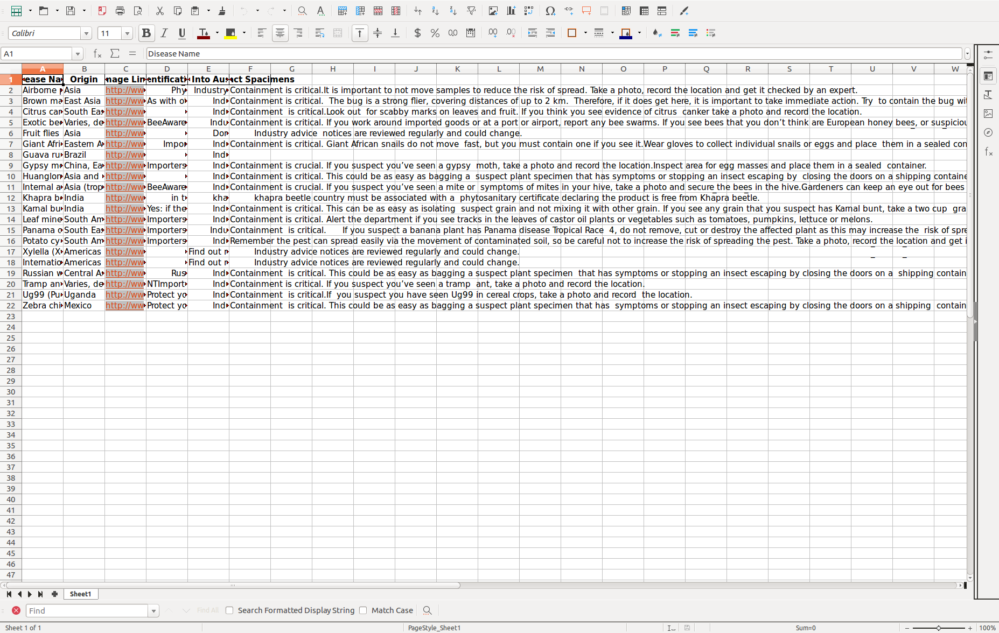 Calibri 11
A1 Disease Name
A B C D E F G H I J K L M N O P Q R S T U V W
1 ease Na Origin nage Lin entificati Into Aus ct Spacimens
2 Airborne Asia http://ww Phy Industry Containment is critical.It is important to not move samples to reduce the risk of spread. Take a photo, record the location and get it checked by an expert.
3 Brown ma East Asia http://ww As with o Ind Containment is critical. The bug is a strong flier, covering distances of up to 2 km. Therefore, if it does get here, it is important to take immediate action. Try to contain the bug wi
4 Citrus can South Eas http://ww Ind Containment is critical.Look out for scabby marks on leaves and fruit. If you think you see evidence of citrus canker take a photo and record the location.
5 Exotic be Varies, de http://ww BeeAware Indu Containment is critical. If you work around imported goods or at a port or airport, report any bee swarms. If you see bees that you don’t think are European honey bees, or suspiciou
6 Fruit flies Asia http://ww Don Industry advice notices are reviewed regularly and could change.
7 Giant Afri Eastern A http://ww Impor Ind Containment is critical. Giant African snails do not move fast, but you must contain one if you see it.Wear gloves to collect individual snails or eggs and place them in a sealed con
8 Guava ru Brazil http://ww Ind
9 Gypsy mo China, Ea http://ww Importers Ind Containment is crucial. If you suspect you’ve seen a gypsy moth, take a photo and record the location.Inspect area for egg masses and place them in a sealed container.
10 Huanglon Asia and http://ww Ind Containment is critical. This could be as easy as bagging a suspect plant specimen that has symptoms or stopping an insect escaping by closing the doors on a shipping containe
11 Internal a Asia (trop http://ww BeeAware Ind Containment is crucial. If you suspect you’ve seen a mite or symptoms of mites in your hive, take a photo and secure the bees in the hive.Gardeners can keep an eye out for bees
12 Khapra b India http://ww in t kha khapra beetle country must be associated with a phytosanitary certificate declaring the product is free from Khapra beetle.
13 Karnal bu India http://ww Yes: if the Ind Containment is critical. This can be as easy as isolating suspect grain and not mixing it with other grain. If you see any grain that you suspect has Karnal bunt, take a two cup gra
14 Leaf mine South Am http://ww Importers Ind Containment is critical. Alert the department if you see tracks in the leaves of castor oil plants or vegetables such as tomatoes, pumpkins, lettuce or melons.
15 Panama d South Eas http://ww Importers Indu Containment is critical. If you suspect a banana plant has Panama disease Tropical Race 4, do not remove, cut or destroy the affected plant as this may increase the risk of spre
16 Potato cy South Am http://ww Importers Ind Remember the pest can spread easily via the movement of contaminated soil, so be careful not to increase the risk of spreading the pest. Take a photo, record the location and get i
17 Xylella (X Americas http://ww Find out r Industry advice notices are reviewed regularly and could change.
18 Internatio Americas http://ww Find out r Industry advice notices are reviewed regularly and could change.
19 Russian w Central A http://ww Rus Ind Containment is critical. This could be as easy as bagging a suspect plant specimen that has symptoms or stopping an insect escaping by closing the doors on a shipping contain
20 Tramp an Varies, de http://ww NTImport Ind Containment is critical. If you suspect you’ve seen a tramp ant, take a photo and record the location.
21 Ug99 (Pu Uganda http://ww Protect yo Ind Containment is critical.If you suspect you have seen Ug99 in cereal crops, take a photo and record the location.
22 Zebra chi Mexico http://ww Protect yo Ind Containment is critical. This could be as easy as bagging a suspect plant specimen that has symptoms or stopping an insect escaping by closing the doors on a shipping contain
23
24
25
26
27
28
29
30
31
32
33
34
35
36
37
38
39
40
41
42
43
44
45
46
47
Sheet1
Find Find All Search Formatted Display String Match Case
Sheet 1 of 1 PageStyle_Sheet1 Sum=0 100%